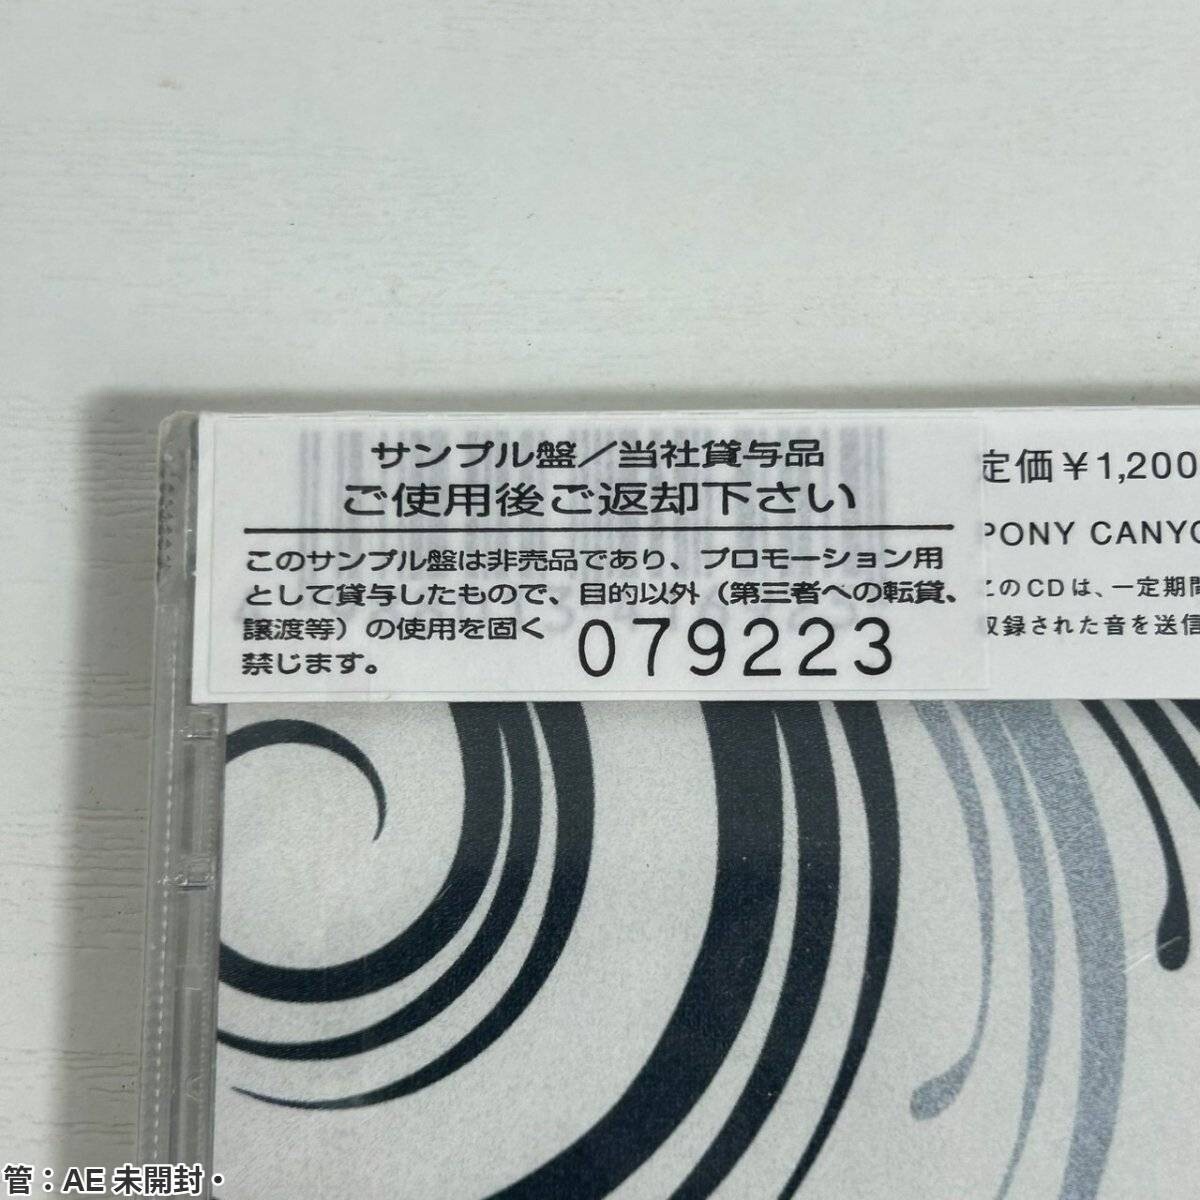 サンプル盤/当社貸与品
ご使用後ご返却下さい
このサンプル盤は非売品であり、プロモーション用
として貸与したもので、目的以外（第三者への転貸、
譲渡等）の使用を固く
禁じます。
079223
定価￥1,200
PONY CANYO
このCDは、一定期間
収録された音を送信
管：AE 未開封・